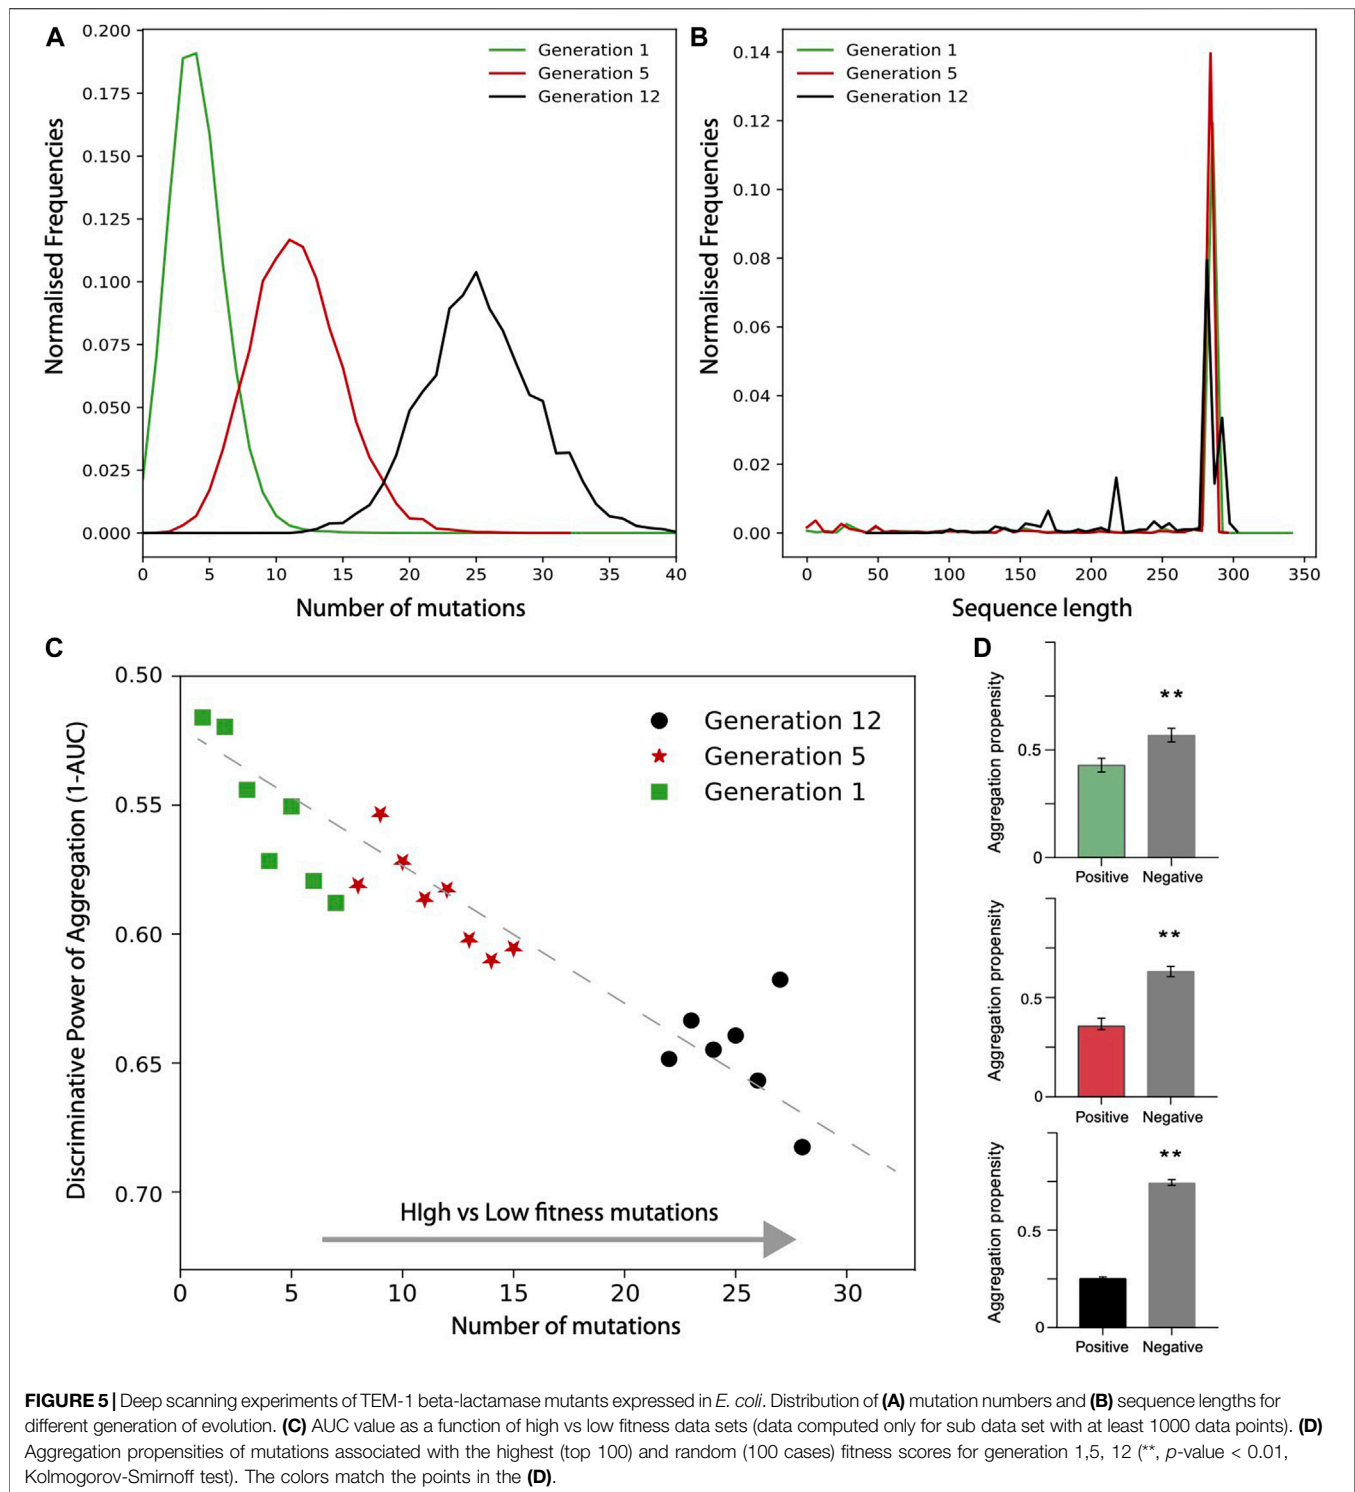 A
0.200
0.175
0.150
0.125
0.100
0.075
0.050
0.025
0.000
0 5 10 15 20 25 30 35 40
Normalised Frequencies
Number of mutations
Generation 1
Generation 5
Generation 12
B
0.14
0.12
0.10
0.08
0.06
0.04
0.02
0.00
0 50 100 150 200 250 300 350
Normalised Frequencies
Sequence length
Generation 1
Generation 5
Generation 12
C
0.50
0.55
0.60
0.65
0.70
0 5 10 15 20 25 30
Discriminative Power of Aggregation (1-AUC)
Number of mutations
Generation 12
Generation 5
Generation 1
HIgh vs Low fitness mutations
D
Aggregation propensity
0.5
0
**
Positive Negative
Aggregation propensity
0.5
0
**
Positive Negative
Aggregation propensity
0.5
0
**
Positive Negative
FIGURE 5 | Deep scanning experiments of TEM-1 beta-lactamase mutants expressed in E. coli. Distribution of (A) mutation numbers and (B) sequence lengths for
different generation of evolution. (C) AUC value as a function of high vs low fitness data sets (data computed only for sub data set with at least 1000 data points). (D)
Aggregation propensities of mutations associated with the highest (top 100) and random (100 cases) fitness scores for generation 1,5, 12 (**, p-value < 0.01,
Kolmogorov-Smirnoff test). The colors match the points in the (D).